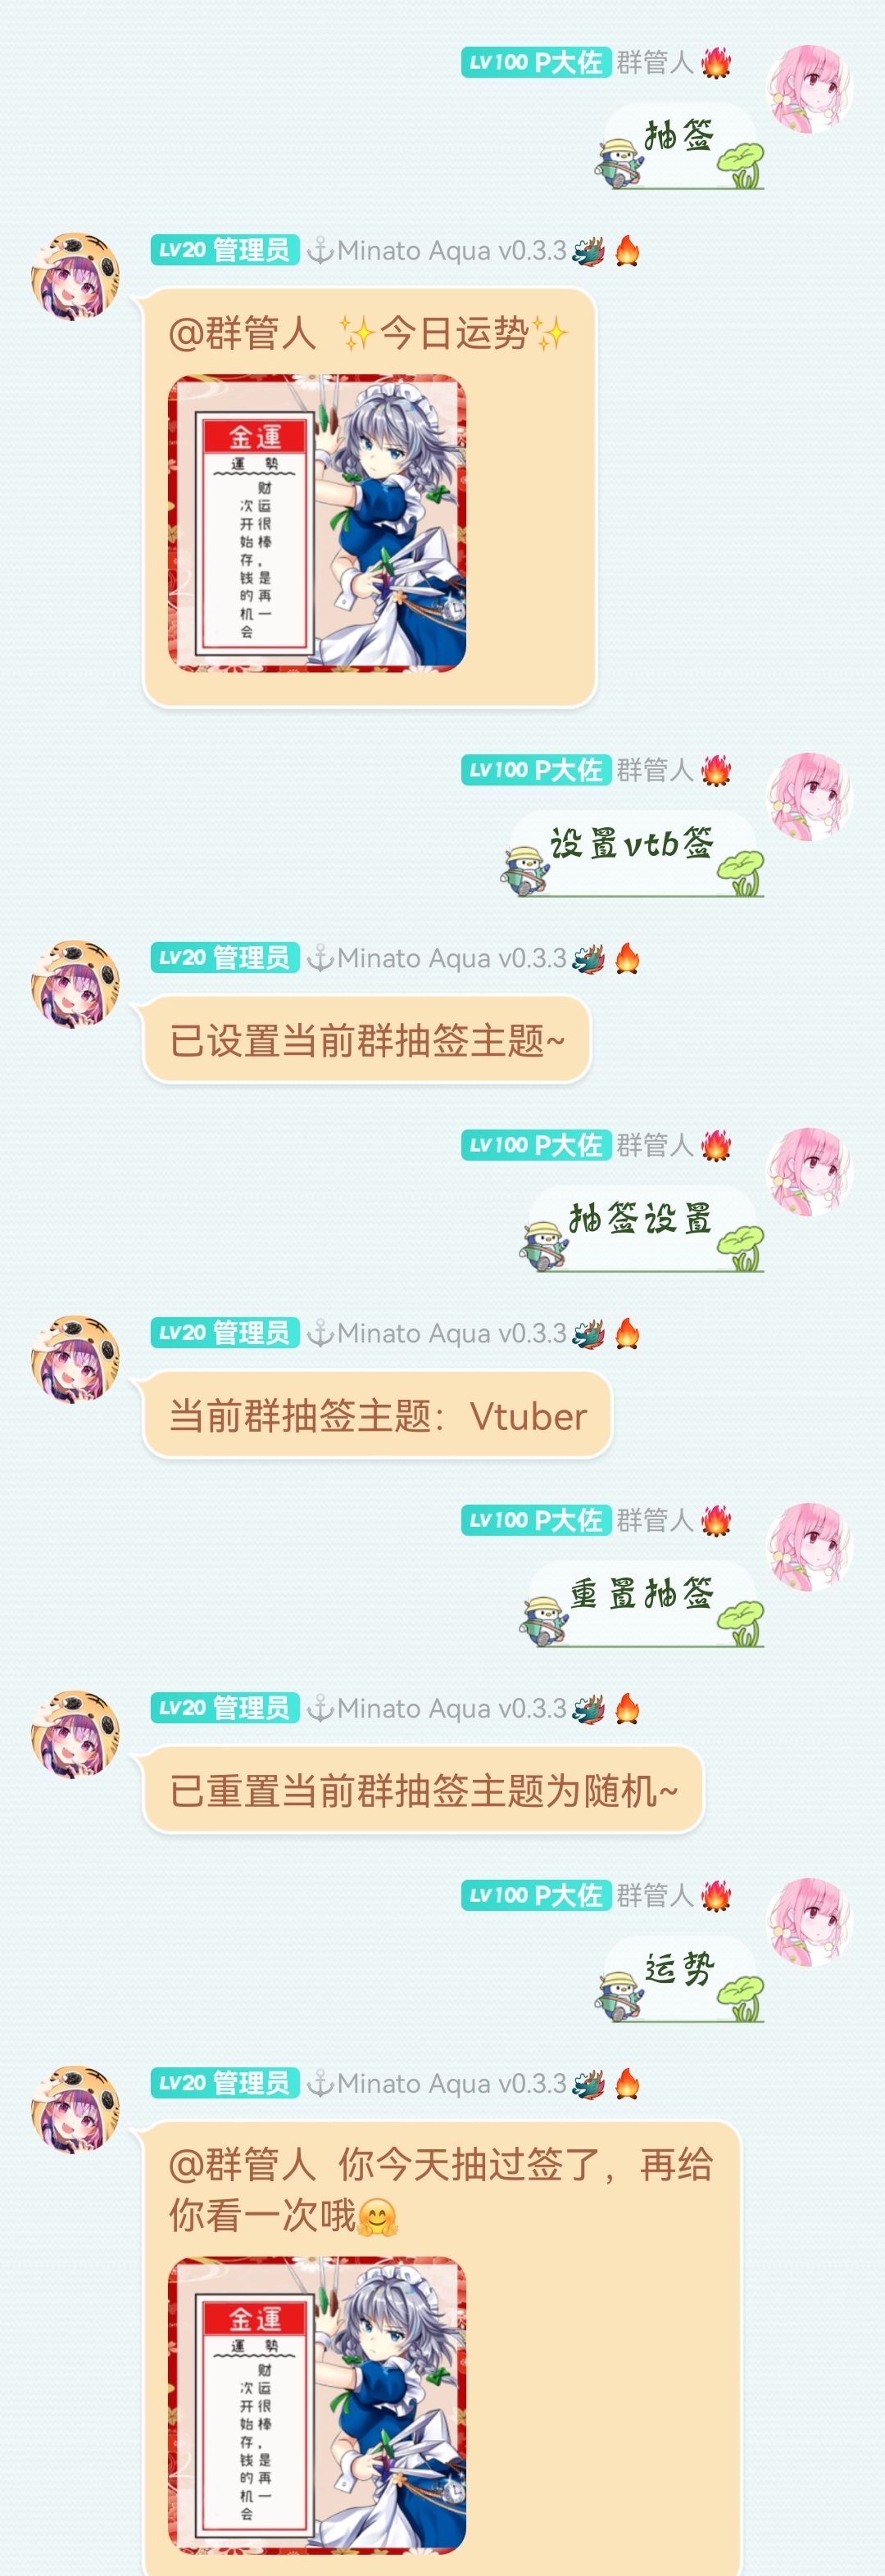 LV100 P大佐 群管人🔥
抽签
LV20 管理员 ⚓Minato Aqua v0.3.3🐲🔥
@群管人 ✨今日运势✨
金運
運勢
财运很棒，是再一
次开始存钱的机会
LV100 P大佐 群管人🔥
设置vtb签
LV20 管理员 ⚓Minato Aqua v0.3.3🐲🔥
已设置当前群抽签主题~
LV100 P大佐 群管人🔥
抽签设置
LV20 管理员 ⚓Minato Aqua v0.3.3🐲🔥
当前群抽签主题：Vtuber
LV100 P大佐 群管人🔥
重置抽签
LV20 管理员 ⚓Minato Aqua v0.3.3🐲🔥
已重置当前群抽签主题为随机~
LV100 P大佐 群管人🔥
运势
LV20 管理员 ⚓Minato Aqua v0.3.3🐲🔥
@群管人 你今天抽过签了，再给
你看一次哦🤗
金運
運勢
财运很棒，是再一
次开始存钱的机会